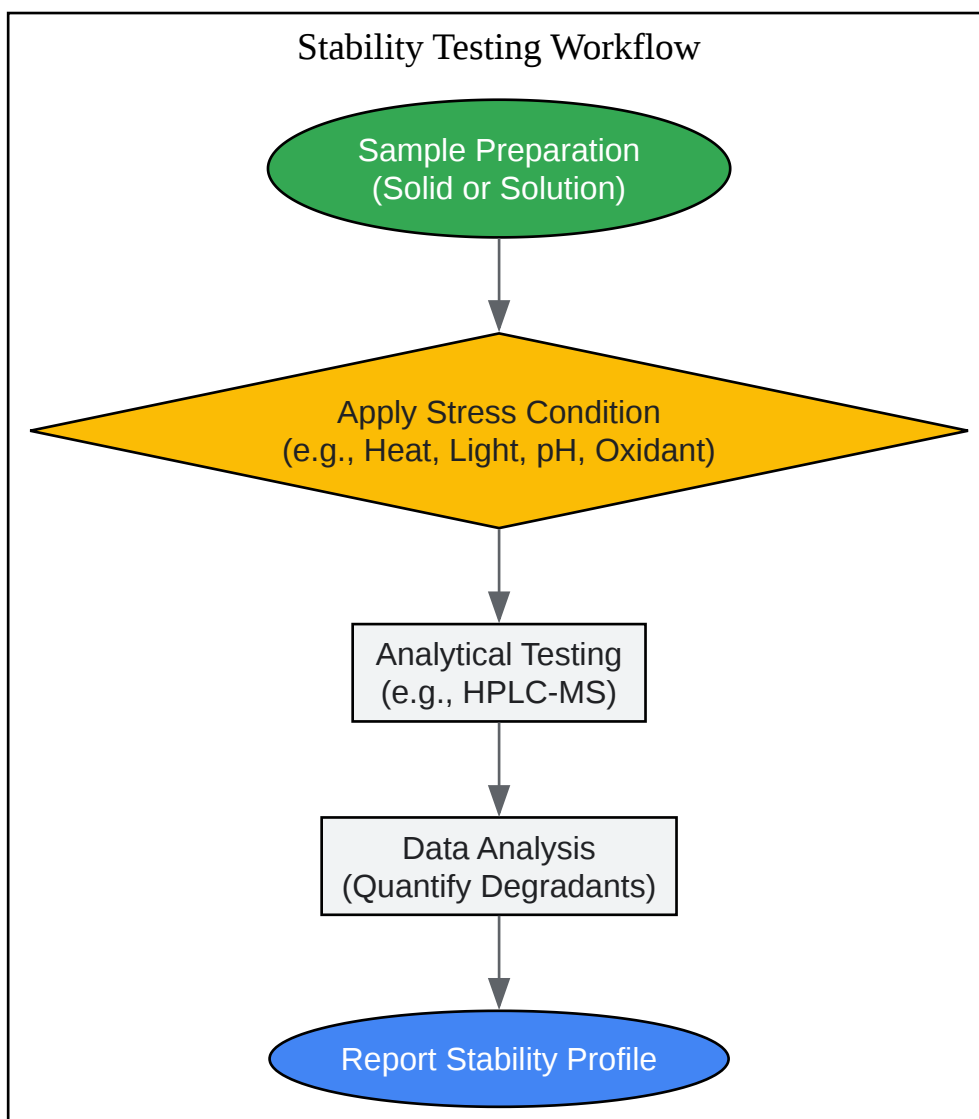 Stability Testing Workflow
Sample Preparation
(Solid or Solution)
Apply Stress Condition
(e.g., Heat, Light, pH, Oxidant)
Analytical Testing
(e.g., HPLC-MS)
Data Analysis
(Quantify Degradants)
Report Stability Profile